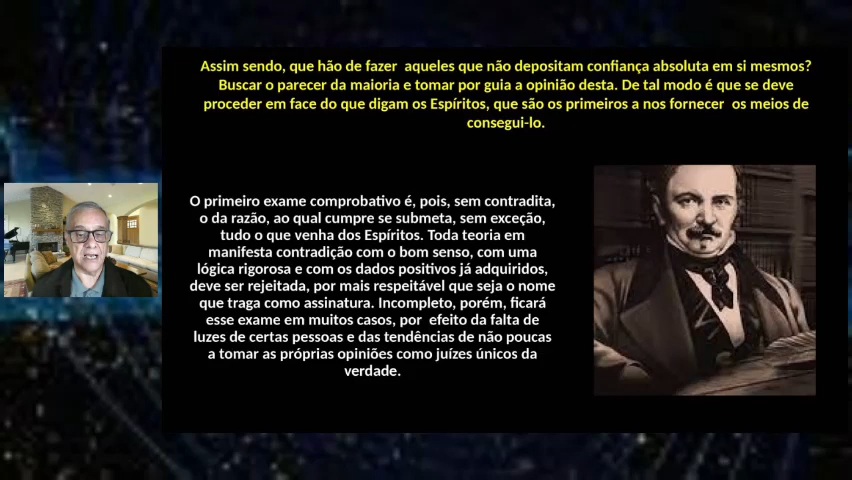 Assim sendo, que hão de fazer aqueles que não depositam confiança absoluta em si mesmos?
Buscar o parecer da maioria e tomar por guia a opinião desta. De tal modo é que se deve
proceder em face do que digam os Espíritos, que são os primeiros a nos fornecer os meios de
consegui-lo.
O primeiro exame comprobativo é, pois, sem contradita,
o da razão, ao qual cumpre se submeta, sem exceção,
tudo o que venha dos Espíritos. Toda teoria em
manifesta contradição com o bom senso, com uma
lógica rigorosa e com os dados positivos já adquiridos,
deve ser rejeitada, por mais respeitável que seja o nome
que traga como assinatura. Incompleto, porém, ficará
esse exame em muitos casos, por efeito da falta de
luzes de certas pessoas e das tendências de não poucas
a tomar as próprias opiniões como juízes únicos da
verdade.